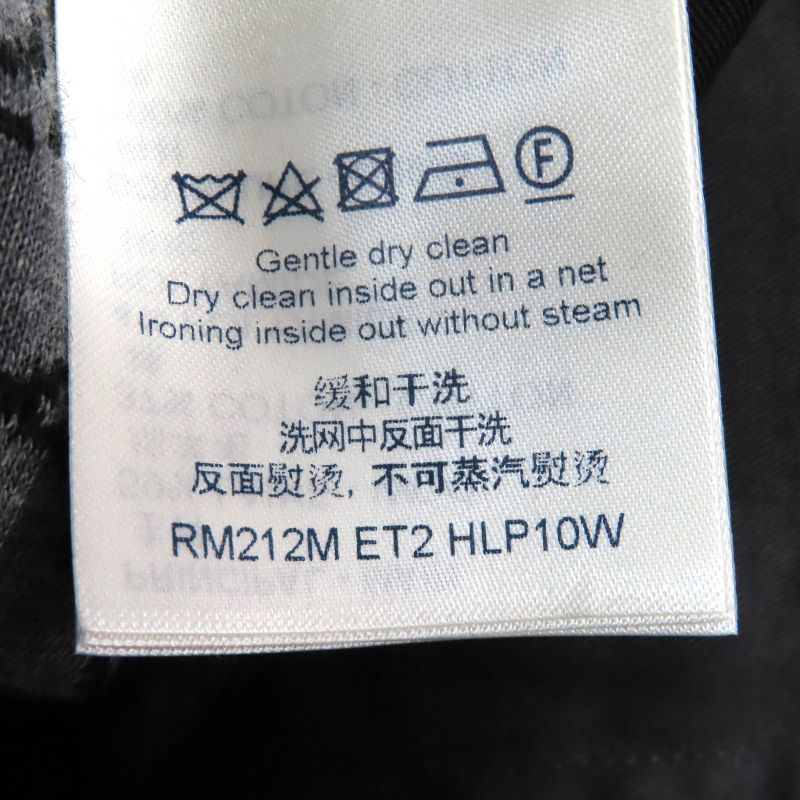 F
Gentle dry clean
Dry clean inside out in a net
Ironing inside out without steam
缓和干洗
洗网中反面干洗
反面熨烫, 不可蒸汽熨烫
RM212M ET2 HLP10W